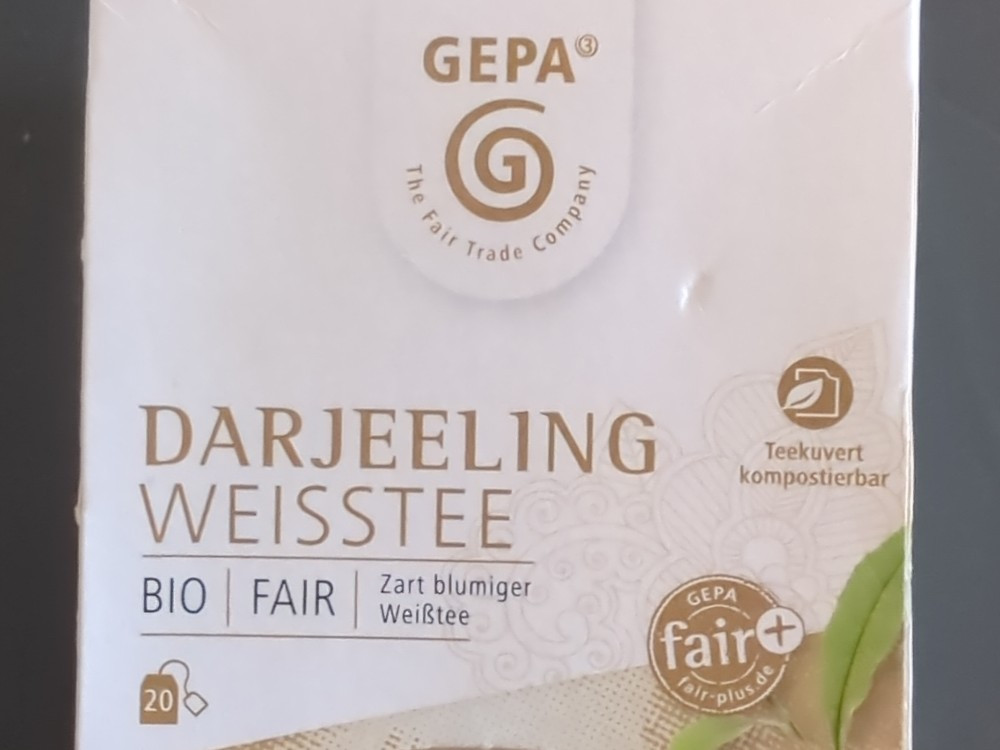 GEPA③
G
The Fair Trade Company
Teekuvert
kompostierbar
DARJEELING
WEISSTEE
BIO | FAIR | Zart blumiger
Weißtee
GEPA
fair+
fair-plus.de
20